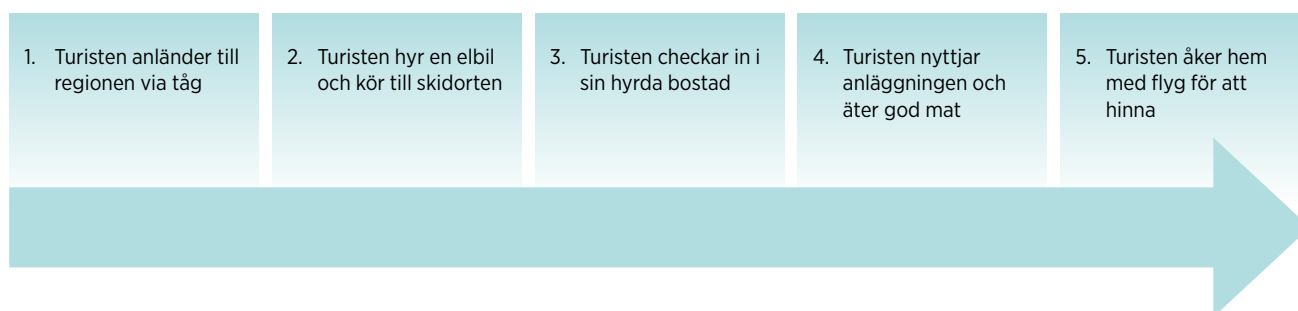 1. Turisten anländer till
regionen via tåg
2. Turisten hyr en elbil
och kör till skidorten
3. Turisten checkar in i
sin hyrda bostad
4. Turisten nyttjar
anläggningen och
äter god mat
5. Turisten åker hem
med flyg för att
hinna